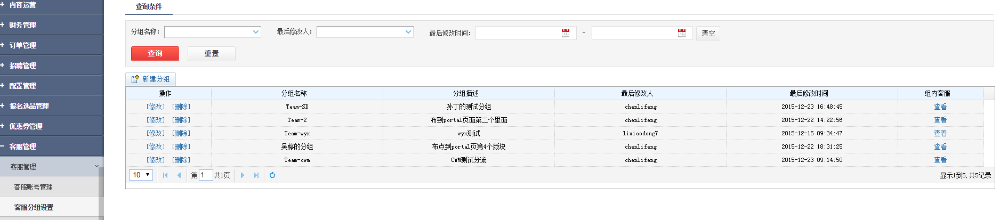 内容运营
财务管理
订单管理
招聘管理
配置管理
报名选品管理
优惠券管理
客服管理
客服管理
客服账号管理
客服分组设置
查询条件
分组名称： 最后修改人： 最后修改时间： - 清空
查询 重置
新建分组
操作 分组名称 分组描述 最后修改人 最后修改时间 组内客服
[修改] [删除] Team-SD 孙丁的测试分组 chenlifeng 2015-12-23 16:48:45 查看
[修改] [删除] Team-2 布到portal页面第二个里面 chenlifeng 2015-12-22 14:22:56 查看
[修改] [删除] Team-wyx wyx测试 lixiaodong7 2015-12-15 09:34:47 查看
[修改] [删除] 吴婷的分组 布点到portal页第4个版块 chenlifeng 2015-12-22 18:31:25 查看
[修改] [删除] Team-cwm CWM测试分流 chenlifeng 2015-12-23 09:14:50 查看
10 第 1 共1页 显示1到5,共5记录